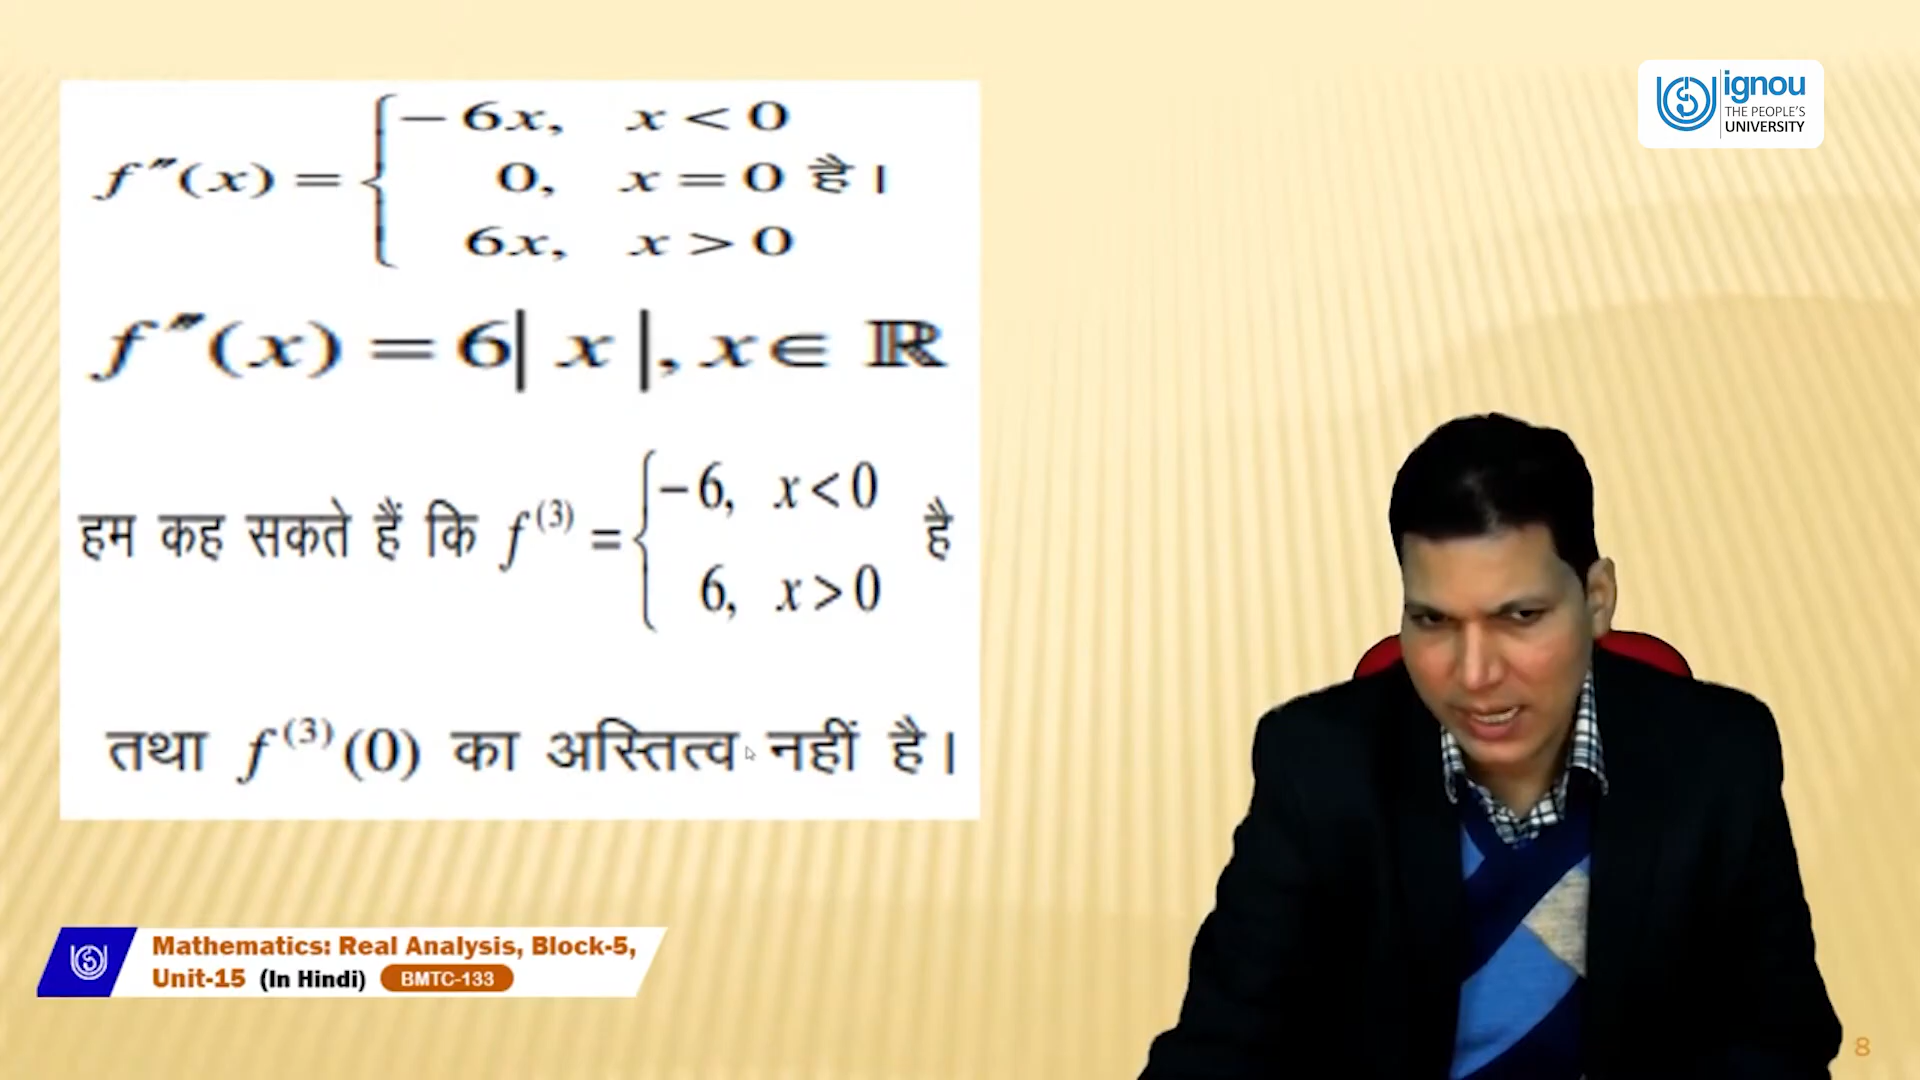 f″(x) = { −6x, x < 0
0, x = 0 है।
6x, x > 0
f″(x) = 6| x |, x ∈ ℝ
हम कह सकते हैं कि f⁽³⁾ = { −6, x < 0
6, x > 0 है
तथा f⁽³⁾(0) का अस्तित्व नहीं है।
ignou
THE PEOPLE'S
UNIVERSITY
Mathematics: Real Analysis, Block-5,
Unit-15 (In Hindi) BMTC-133
8